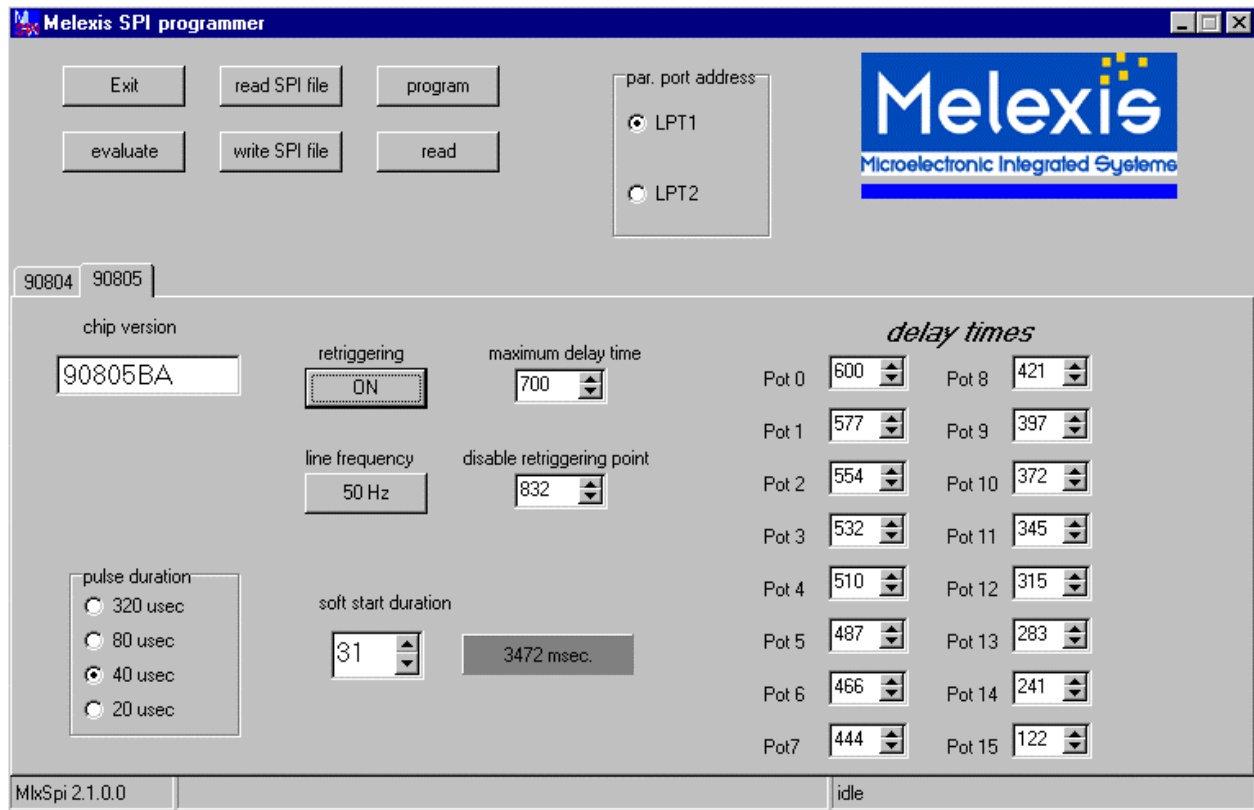 Melexis SPI programmer
Exit
read SPI file
program
evaluate
write SPI file
read
par. port address
LPT1
LPT2
Melexis
Microelectronic Integrated Systems
90804
90805
chip version
90805BA
retriggering
ON
maximum delay time
700
line frequency
50 Hz
disable retriggering point
832
pulse duration
320 usec
80 usec
40 usec
20 usec
soft start duration
31
3472 msec.
delay times
Pot 0 600
Pot 1 577
Pot 2 554
Pot 3 532
Pot 4 510
Pot 5 487
Pot 6 466
Pot7 444
Pot 8 421
Pot 9 397
Pot 10 372
Pot 11 345
Pot 12 315
Pot 13 283
Pot 14 241
Pot 15 122
MlxSpi 2.1.0.0
idle